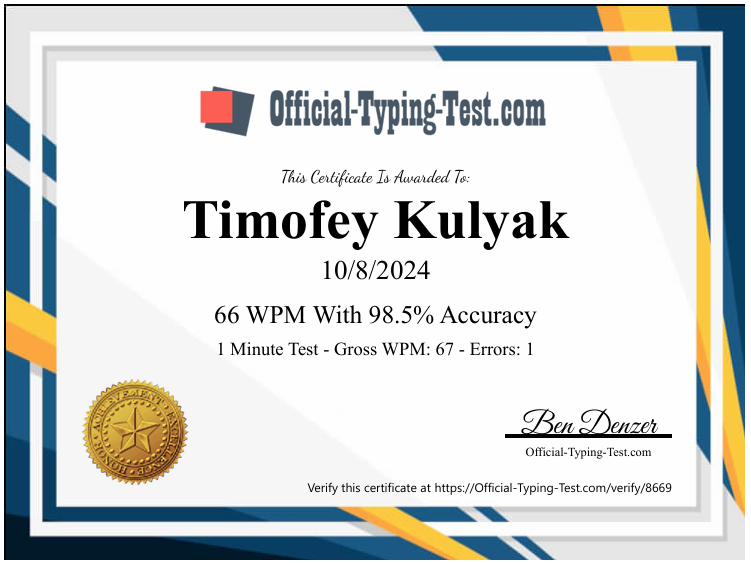 Official-Typing-Test.com
This Certificate Is Awarded To:
Timofey Kulyak
10/8/2024
66 WPM With 98.5% Accuracy
1 Minute Test - Gross WPM: 67 - Errors: 1
ACHIEVEMENT • EXCELLENCE • HONOR •
Ben Denzer
Official-Typing-Test.com
Verify this certificate at https://Official-Typing-Test.com/verify/8669